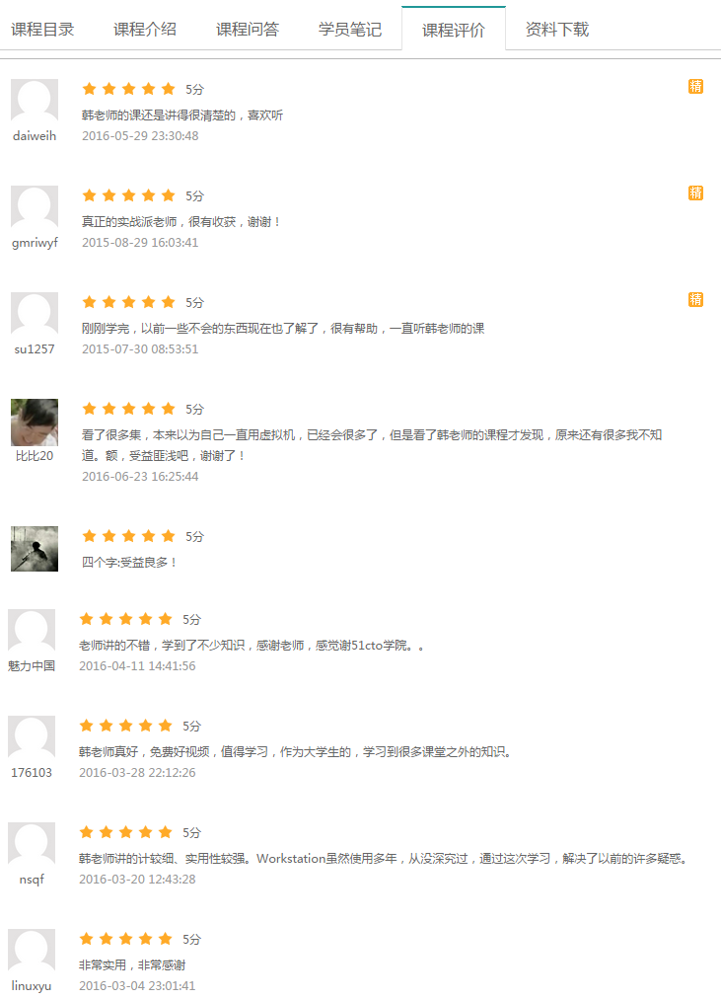 课程目录 课程介绍 课程问答 学员笔记 课程评价 资料下载
5分 精
韩老师的课还是讲得很清楚的，喜欢听
daiweih 2016-05-29 23:30:48
5分 精
真正的实战派老师，很有收获，谢谢！
gmriwyf 2015-08-29 16:03:41
5分 精
刚刚学完，以前一些不会的东西现在也了解了，很有帮助，一直听韩老师的课
su1257 2015-07-30 08:53:51
5分
看了很多集，本来以为自己一直用虚拟机，已经会很多了，但是看了韩老师的课程才发现，原来还有很多我不知
比比20 道。额，受益匪浅吧，谢谢了！
2016-06-23 16:25:44
5分
四个字:受益良多！
5分
老师讲的不错，学到了不少知识，感谢老师，感觉谢51cto学院。。
魅力中国 2016-04-11 14:41:56
5分
韩老师真好，免费好视频，值得学习，作为大学生的，学习到很多课堂之外的知识。
176103 2016-03-28 22:12:26
5分
韩老师讲的计较细、实用性较强。Workstation虽然使用多年，从没深究过，通过这次学习，解决了以前的许多疑惑。
nsqf 2016-03-20 12:43:28
5分
非常实用，非常感谢
linuxyu 2016-03-04 23:01:41